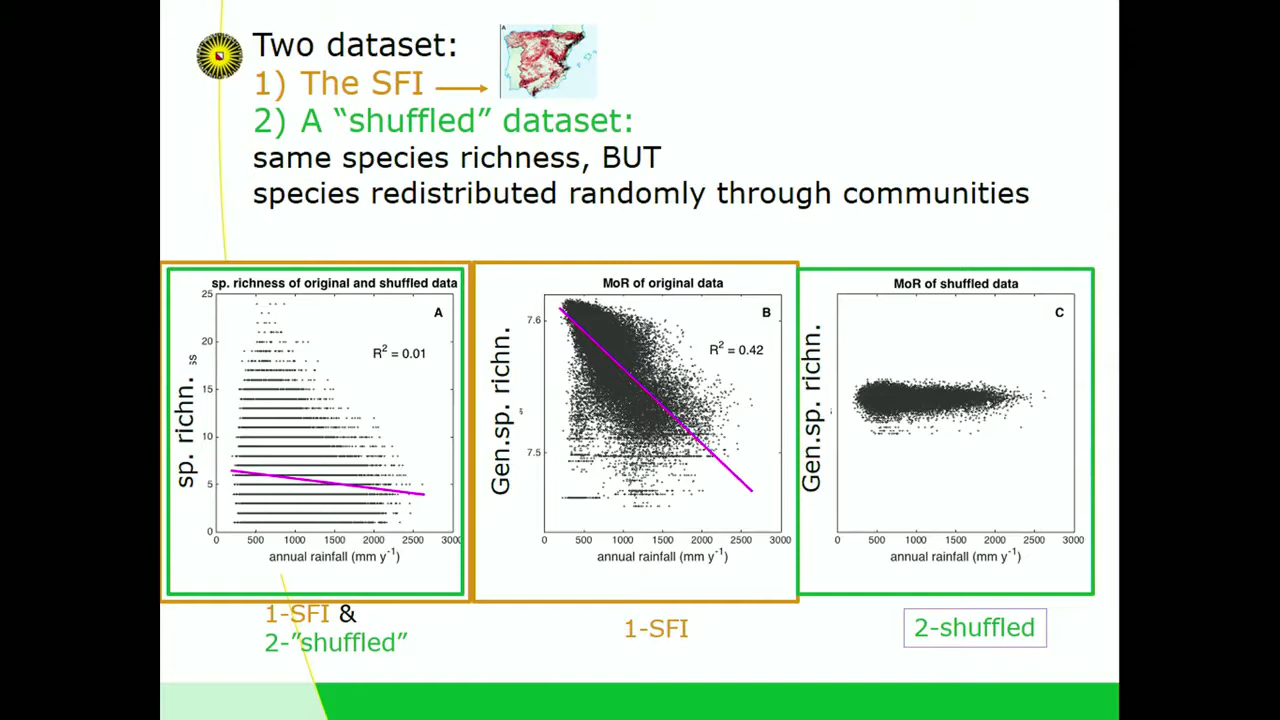 Two dataset:
1) The SFI
A
2) A “shuffled” dataset:
same species richness, BUT
species redistributed randomly through communities
sp. richness of original and shuffled data
A
R² = 0.01
25
20
15
10
5
0
sp. richn.
ss
0 500 1000 1500 2000 2500 3000
annual rainfall (mm y⁻¹)
MoR of original data
B
R² = 0.42
7.6
7.5
Gen.sp. richn.
0 500 1000 1500 2000 2500 3000
annual rainfall (mm y⁻¹)
MoR of shuffled data
C
Gen.sp. richn.
0 500 1000 1500 2000 2500 3000
annual rainfall (mm y⁻¹)
1-SFI &
2-”shuffled”
1-SFI
2-shuffled